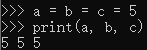 >>> a = b = c = 5
>>> print(a, b, c)
5 5 5